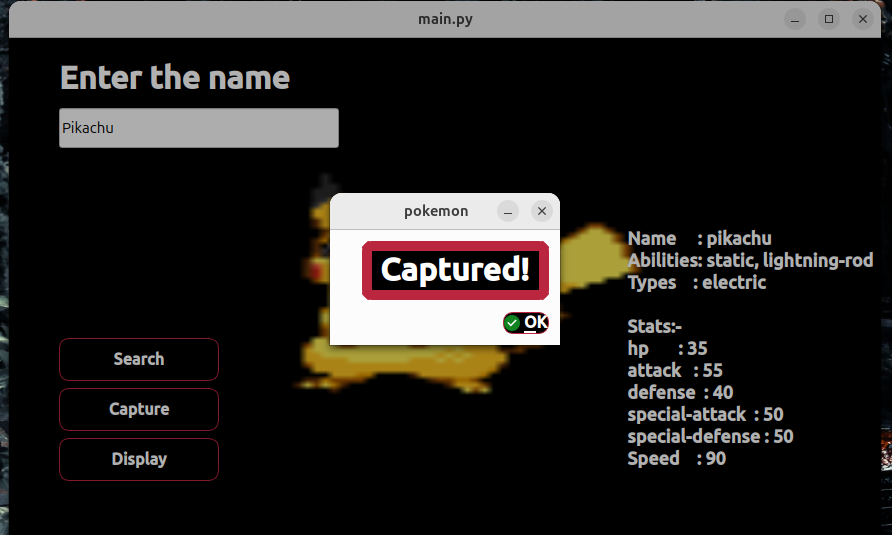 main.py
Enter the name
Pikachu
pokemon
Captured!
OK
Name : pikachu
Abilities: static, lightning-rod
Types : electric
Stats:-
hp : 35
attack : 55
defense : 40
special-attack : 50
special-defense : 50
Speed : 90
Search
Capture
Display